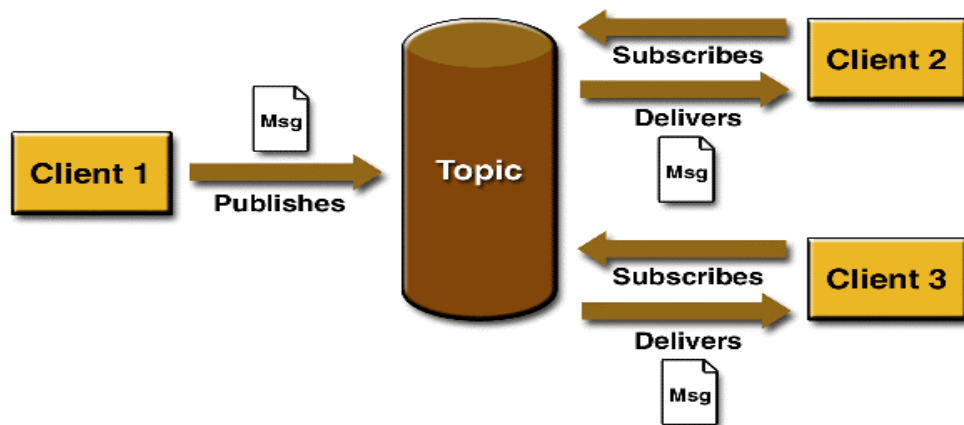 Client 1
Msg
Publishes
Topic
Subscribes
Delivers
Msg
Client 2
Subscribes
Delivers
Msg
Client 3